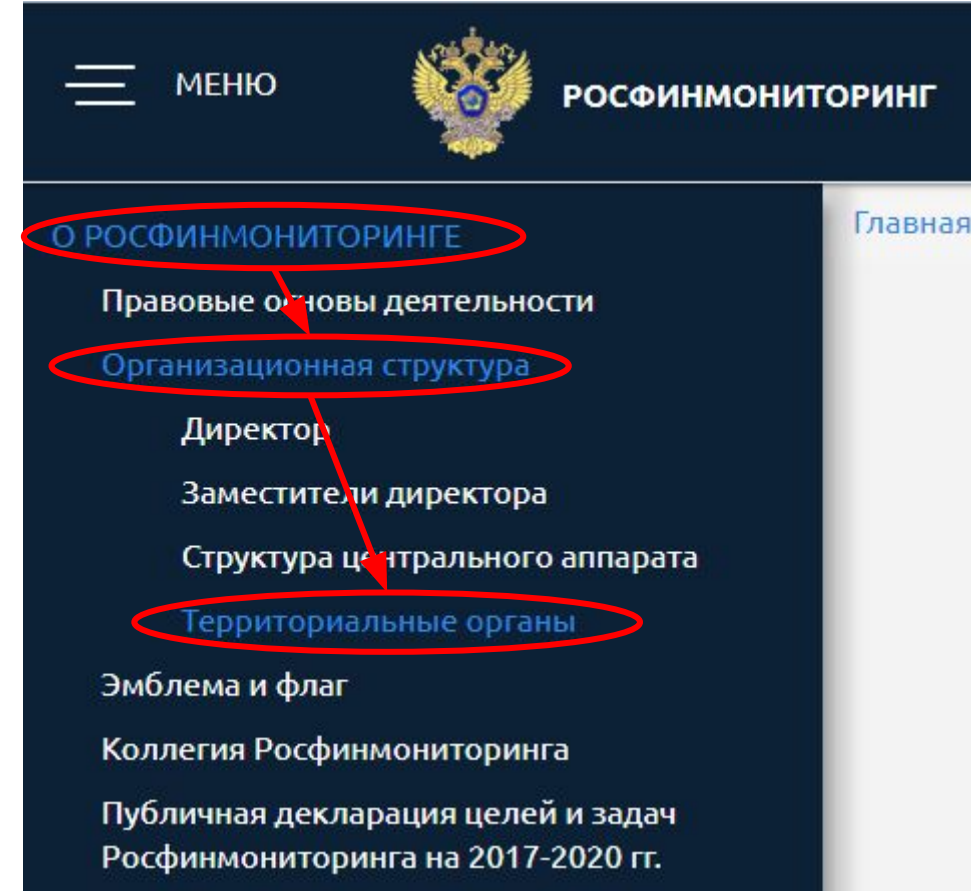 МЕНЮ
РОСФИНМОНИТОРИНГ
Главная
О РОСФИНМОНИТОРИНГЕ
Правовые основы деятельности
Организационная структура
Директор
Заместители директора
Структура центрального аппарата
Территориальные органы
Эмблема и флаг
Коллегия Росфинмониторинга
Публичная декларация целей и задач
Росфинмониторинга на 2017-2020 гг.